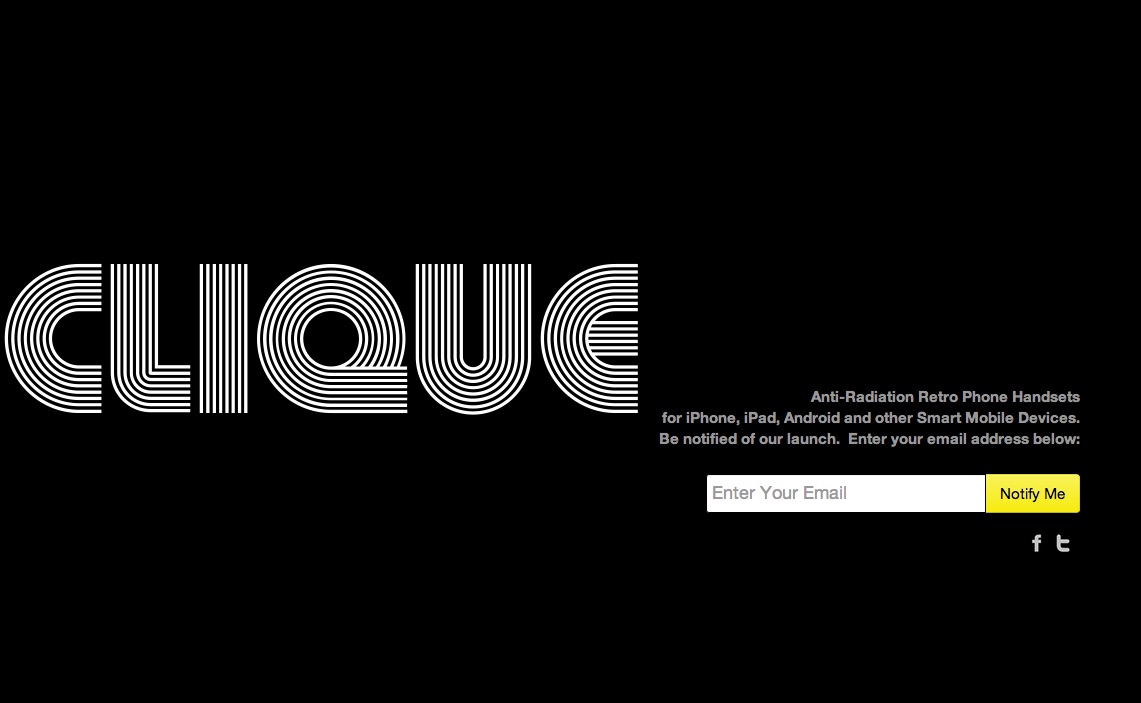 CLIQUE
Anti-Radiation Retro Phone Handsets
for iPhone, iPad, Android and other Smart Mobile Devices.
Be notified of our launch.  Enter your email address below:
Enter Your Email
Notify Me